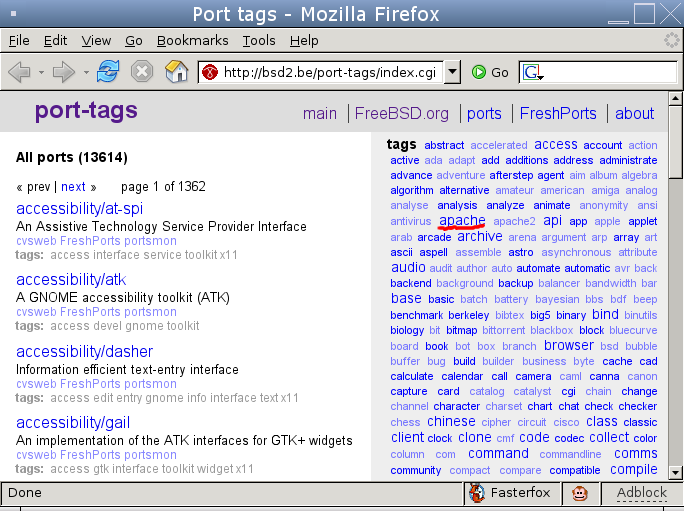 Port tags - Mozilla Firefox
File Edit View Go Bookmarks Tools Help
http://bsd2.be/port-tags/index.cgi Go G
port-tags main | FreeBSD.org | ports | FreshPorts | about
All ports (13614)
« prev | next » page 1 of 1362
accessibility/at-spi
An Assistive Technology Service Provider Interface
cvsweb FreshPorts portsmon
tags: access interface service toolkit x11
accessibility/atk
A GNOME accessibility toolkit (ATK)
cvsweb FreshPorts portsmon
tags: access devel gnome toolkit
accessibility/dasher
Information efficient text-entry interface
cvsweb FreshPorts portsmon
tags: access edit entry gnome info interface text x11
accessibility/gail
An implementation of the ATK interfaces for GTK+ widgets
cvsweb FreshPorts portsmon
tags: access gtk interface toolkit widget x11
tags abstract accelerated access account action
active ada adapt add additions address administrate
advance adventure afterstep agent aim album algebra
algorithm alternative amateur american amiga analog
analyse analysis analyze animate anonymity ansi
antivirus apache apache2 api app apple applet
arab arcade archive arena argument arp array art
ascii aspell assemble astro asynchronous attribute
audio audit author auto automate automatic avr back
backend background backup balancer bandwidth bar
base basic batch battery bayesian bbs bdf beep
benchmark berkeley bibtex big5 binary bind binutils
biology bit bitmap bittorrent blackbox block bluecurve
board book bot box branch browser bsd bubble
buffer bug build builder business byte cache cad
calculate calendar call camera caml canna canon
capture card catalog catalyst cgi chain change
channel character charset chart chat check checker
chess chinese cipher circuit cisco class classic
client clock clone cmf code codec collect color
column com command commandline comms
community compact compare compatible compile
Done Fasterfox Adblock